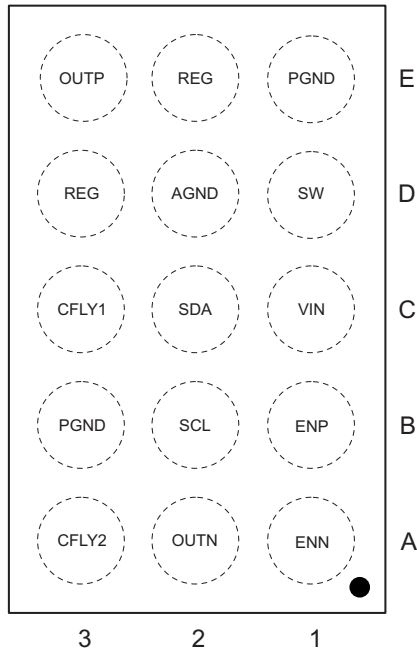 OUTP REG PGND E
REG AGND SW D
CFLY1 SDA VIN C
PGND SCL ENP B
CFLY2 OUTN ENN A
3 2 1